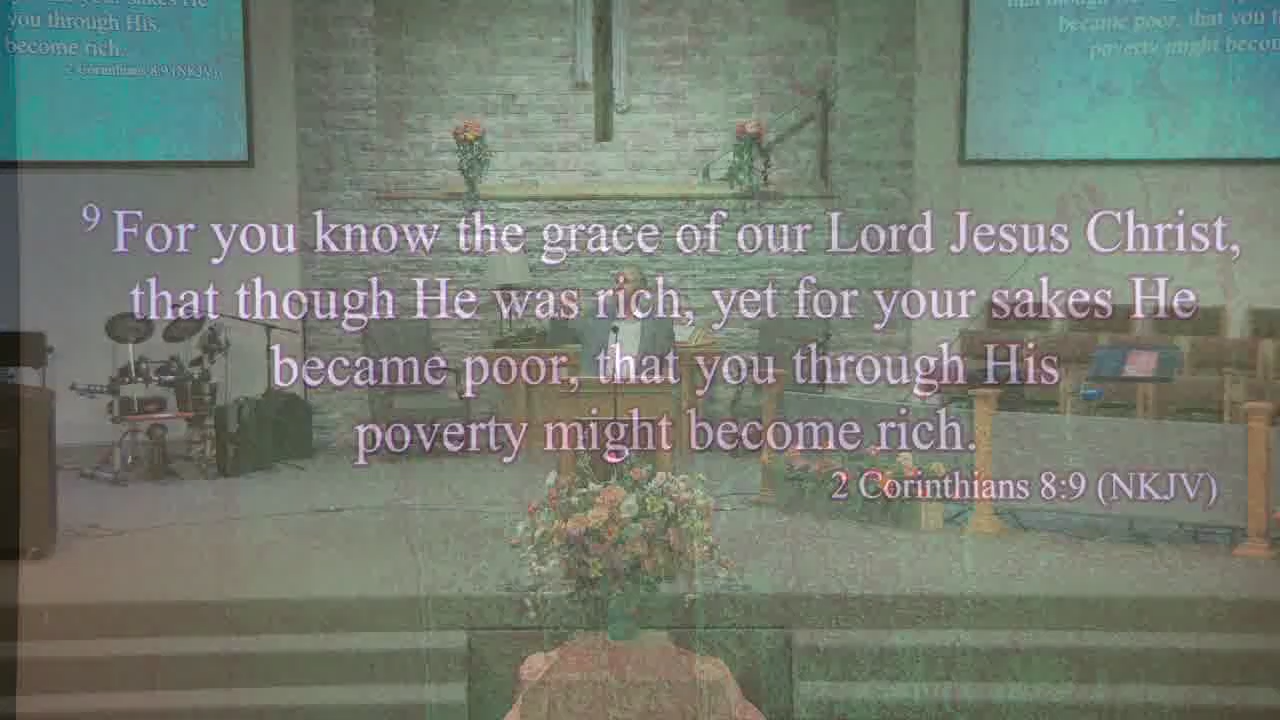 you through His
become rich.
2 Corinthians 8:9 (NKJV)
became poor, that you
poverty might
9 For you know the grace of our Lord Jesus Christ,
that though He was rich, yet for your sakes He
became poor, that you through His
poverty might become rich.
2 Corinthians 8:9 (NKJV)